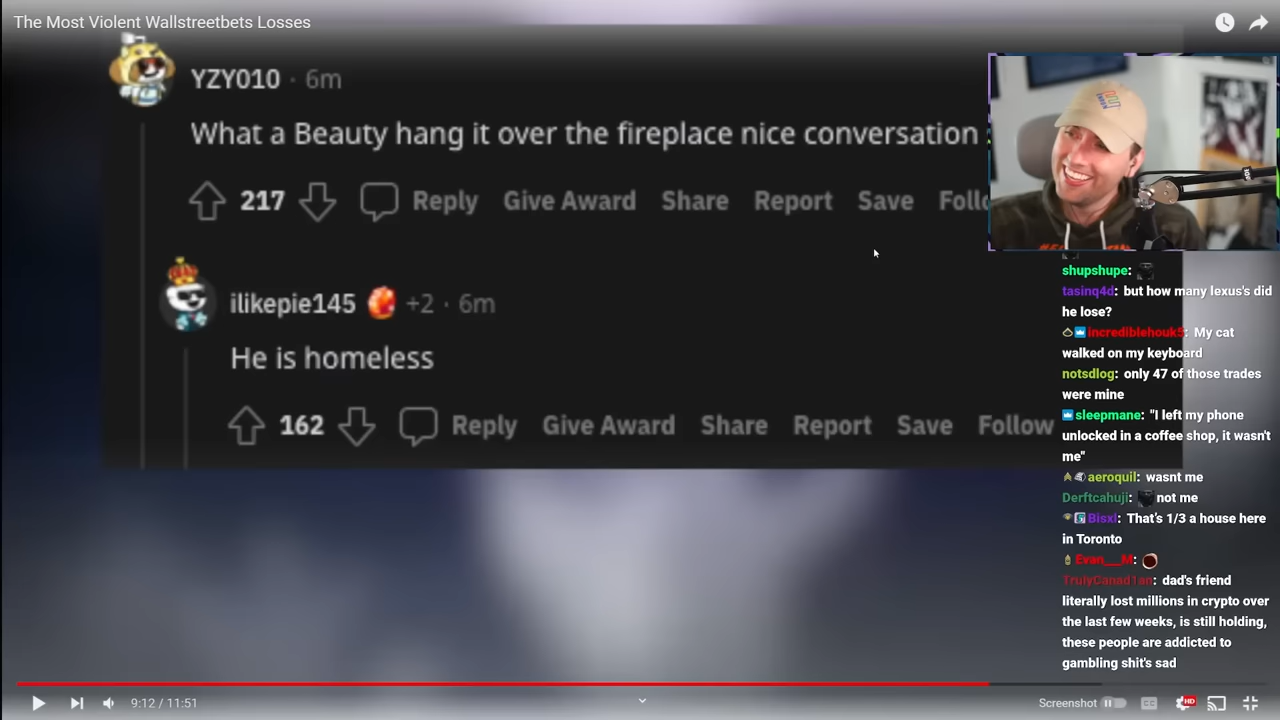 The Most Violent Wallstreetbets Losses
YZY010 · 6m
What a Beauty hang it over the fireplace nice conversation
217 Reply Give Award Share Report Save Follo
ilikepie145 +2 · 6m
He is homeless
162 Reply Give Award Share Report Save Follow
shupshupe:
tasinq4d: but how many lexus's did
he lose?
incrediblehouk5: My cat
walked on my keyboard
notsdlog: only 47 of those trades
were mine
sleepmane: "I left my phone
unlocked in a coffee shop, it wasn't
me"
aeroquil: wasnt me
Derftcahuji: not me
Bisxi: That's 1/3 a house here
in Toronto
Evan___M:
TrulyCanad1an: dad's friend
literally lost millions in crypto over
the last few weeks, is still holding,
these people are addicted to
gambling shit's sad
9:12 / 11:51
Screenshot
CC
HD